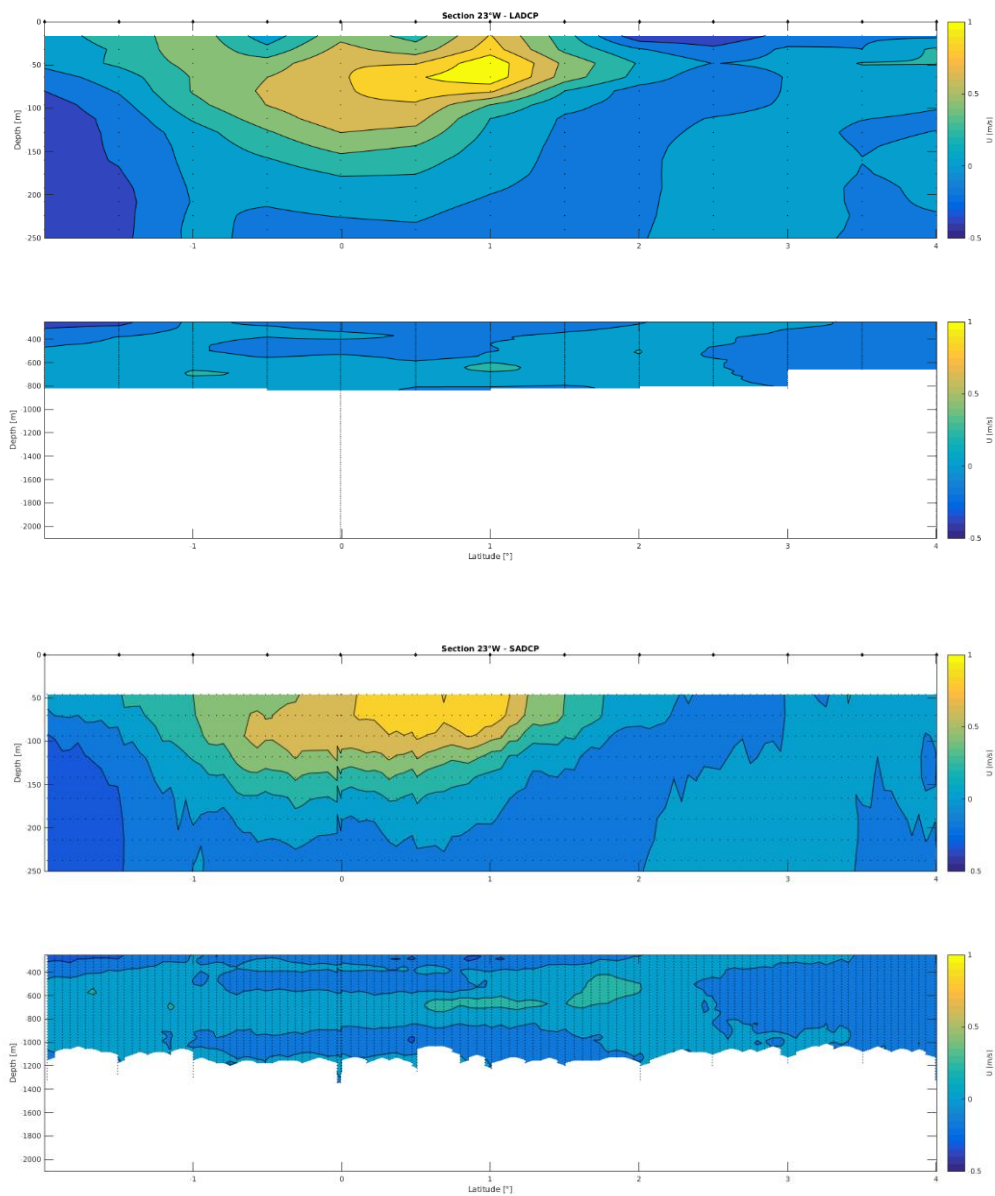 Section 23°W - LADCP
0
-50
-100
-150
-200
-250
Depth [m]
-1 0 1 2 3 4
1
0.5
0
-0.5
U [m/s]
-400
-600
-800
-1000
-1200
-1400
-1600
-1800
-2000
Depth [m]
-1 0 1 2 3 4
Latitude [°]
1
0.5
0
-0.5
U [m/s]
Section 23°W - SADCP
0
-50
-100
-150
-200
-250
Depth [m]
-1 0 1 2 3 4
1
0.5
0
-0.5
U [m/s]
-400
-600
-800
-1000
-1200
-1400
-1600
-1800
-2000
Depth [m]
-1 0 1 2 3 4
Latitude [°]
1
0.5
0
-0.5
U [m/s]